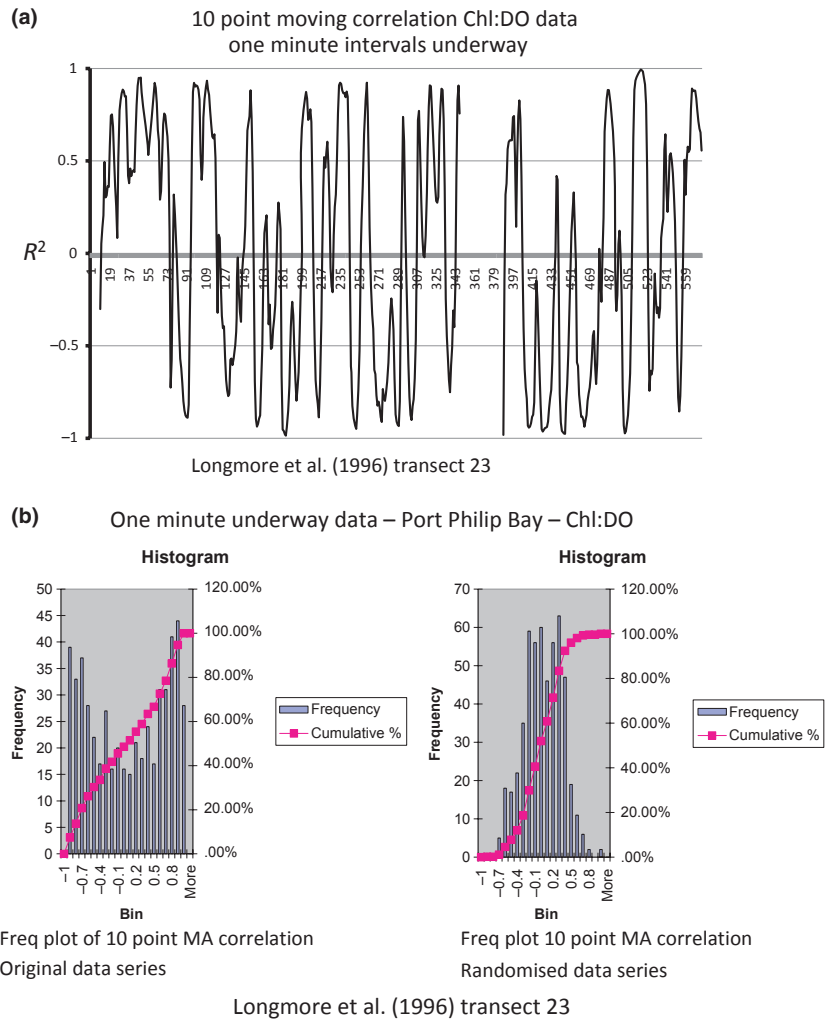 (a)
10 point moving correlation Chl:DO data
one minute intervals underway
1
0.5
0
−0.5
−1
R2
1 19 37 55 73 91 109 127 145 163 181 199 217 235 253 271 289 307 325 343 361 379 397 415 433 451 469 487 505 523 541 559
Longmore et al. (1996) transect 23
(b)
One minute underway data – Port Philip Bay – Chl:DO
Histogram
50
45
40
35
30
25
20
15
10
5
0
Frequency
120.00%
100.00%
80.00%
60.00%
40.00%
20.00%
.00%
−1 −0.7 −0.4 −0.1 0.2 0.5 0.8 More
Bin
Frequency
Cumulative %
Freq plot of 10 point MA correlation
Original data series
Histogram
70
60
50
40
30
20
10
0
Frequency
120.00%
100.00%
80.00%
60.00%
40.00%
20.00%
.00%
−1 −0.7 −0.4 −0.1 0.2 0.5 0.8 More
Bin
Frequency
Cumulative %
Freq plot 10 point MA correlation
Randomised data series
Longmore et al. (1996) transect 23